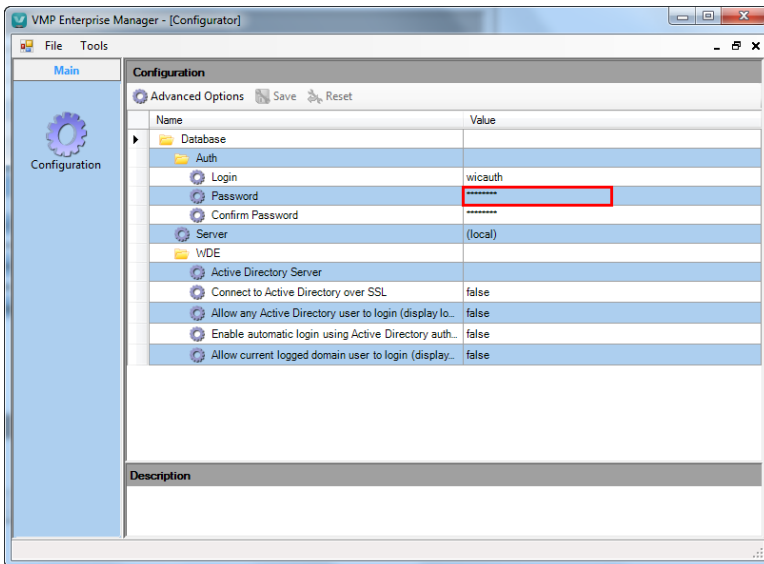 VMP Enterprise Manager - [Configurator]
File Tools
Main
Configuration
Configuration
Advanced Options Save Reset
Name Value
Database
Auth
Login wicauth
Password ********
Confirm Password ********
Server (local)
WDE
Active Directory Server
Connect to Active Directory over SSL false
Allow any Active Directory user to login (display lo... false
Enable automatic login using Active Directory auth... false
Allow current logged domain user to login (display... false
Description